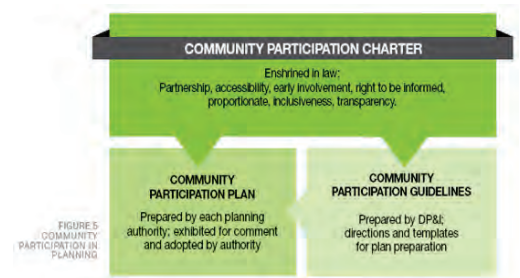 COMMUNITY PARTICIPATION CHARTER
Enshrined in law:
Partnership, accessibility, early involvement, right to be informed,
proportionate, inclusiveness, transparency.
COMMUNITY
PARTICIPATION PLAN
Prepared by each planning
authority; exhibited for comment
and adopted by authority
COMMUNITY
PARTICIPATION GUIDELINES
Prepared by DP&I;
directions and templates
for plan preparation
FIGURE 5
COMMUNITY
PARTICIPATION IN
PLANNING